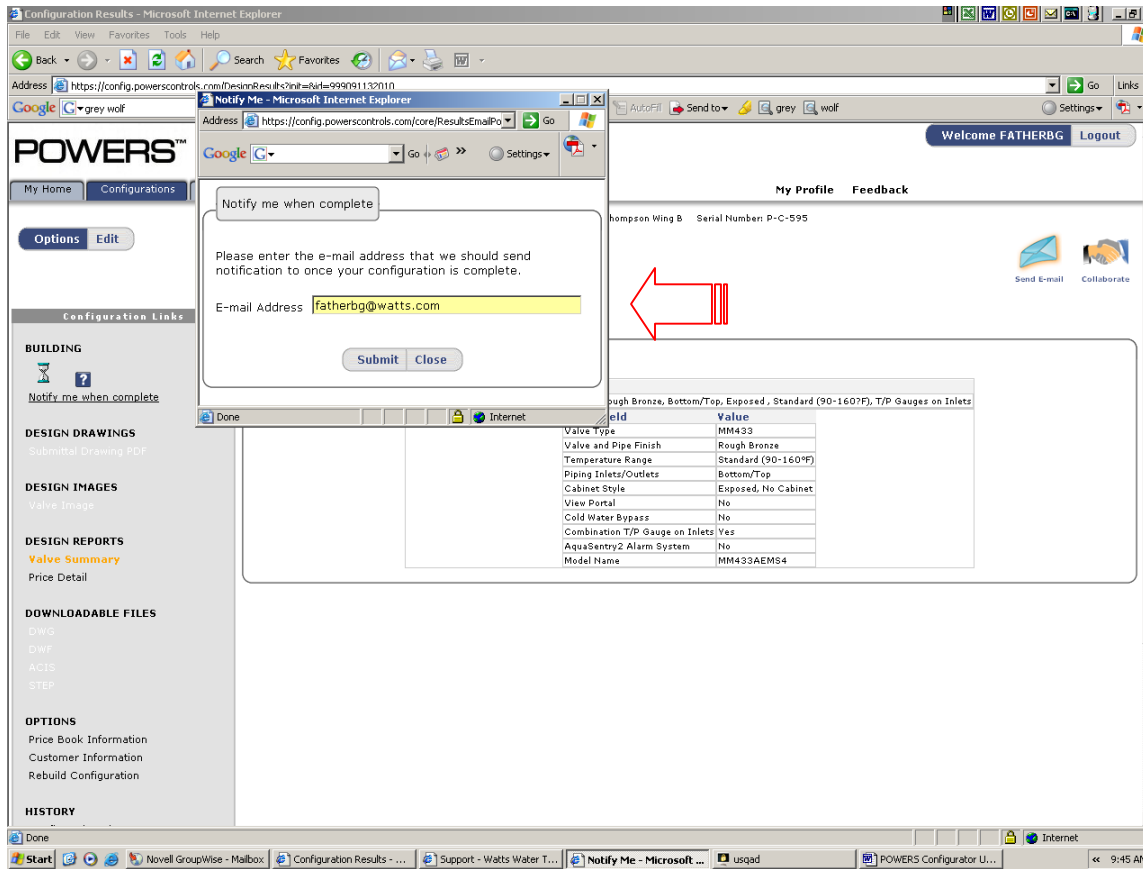 Configuration Results - Microsoft Internet Explorer
File Edit View Favorites Tools Help
Back Search Favorites
Address https://config.powerscontrols.com/DesignResults?init=&id=999091132010 Go Links
Google G grey wolf AutoFill Send to grey wolf Settings
Notify Me - Microsoft Internet Explorer
Address https://config.powerscontrols.com/core/ResultsEmailPo Go
Google G Go » Settings
Notify me when complete
Please enter the e-mail address that we should send
notification to once your configuration is complete.
E-mail Address fatherbg@watts.com
Submit Close
Done Internet
Welcome FATHERBG Logout
POWERS™
My Home Configurations My Profile Feedback
hompson Wing B Serial Number: P-C-595
Options Edit
Send E-mail Collaborate
Configuration Links
BUILDING
?
Notify me when complete
DESIGN DRAWINGS
Submittal Drawing PDF
DESIGN IMAGES
Valve Image
DESIGN REPORTS
Valve Summary
Price Detail
DOWNLOADABLE FILES
DWG
DWF
ACIS
STEP
OPTIONS
Price Book Information
Customer Information
Rebuild Configuration
HISTORY
ough Bronze, Bottom/Top, Exposed , Standard (90-160?F), T/P Gauges on Inlets
eld Value
Valve Type MM433
Valve and Pipe Finish Rough Bronze
Temperature Range Standard (90-160°F)
Piping Inlets/Outlets Bottom/Top
Cabinet Style Exposed, No Cabinet
View Portal No
Cold Water Bypass No
Combination T/P Gauge on Inlets Yes
AquaSentry2 Alarm System No
Model Name MM433AEMS4
Done Internet
Start Novell GroupWise - Mailbox Configuration Results - ... Support - Watts Water T... Notify Me - Microsoft ... usqad POWERS Configurator U... « 9:45 AM